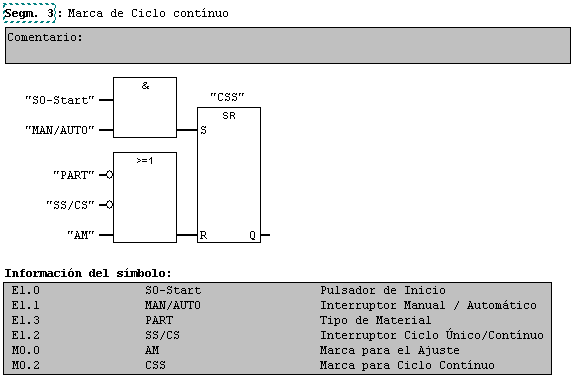 Segm. 3: Marca de Ciclo contínuo
Comentario:
&
"SO-Start"
"CSS"
SR
"MAN/AUTO"
S
>=1
"PART"
"SS/CS"
"AM"
R Q
Información del símbolo:
E1.0 SO-Start Pulsador de Inicio
E1.1 MAN/AUTO Interruptor Manual / Automático
E1.3 PART Tipo de Material
E1.2 SS/CS Interruptor Ciclo Único/Contínuo
M0.0 AM Marca para el Ajuste
M0.2 CSS Marca para Ciclo Contínuo